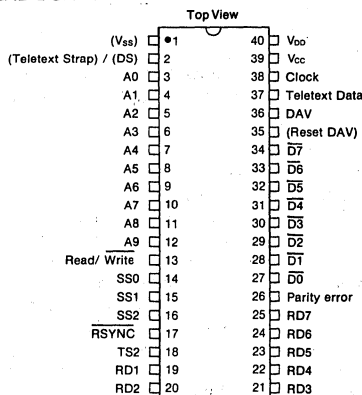 Top View
(Vss) 1 40 VDD
(Teletext Strap) / (DS) 2 39 Vcc
A0 3 38 Clock
A1 4 37 Teletext Data
A2 5 36 DAV
A3 6 35 (Reset DAV)
A4 7 34 D7
A5 8 33 D6
A6 9 32 D5
A7 10 31 D4
A8 11 30 D3
A9 12 29 D2
Read/ Write 13 28 D1
SS0 14 27 D0
SS1 15 26 Parity error
SS2 16 25 RD7
RSYNC 17 24 RD6
TS2 18 23 RD5
RD1 19 22 RD4
RD2 20 21 RD3